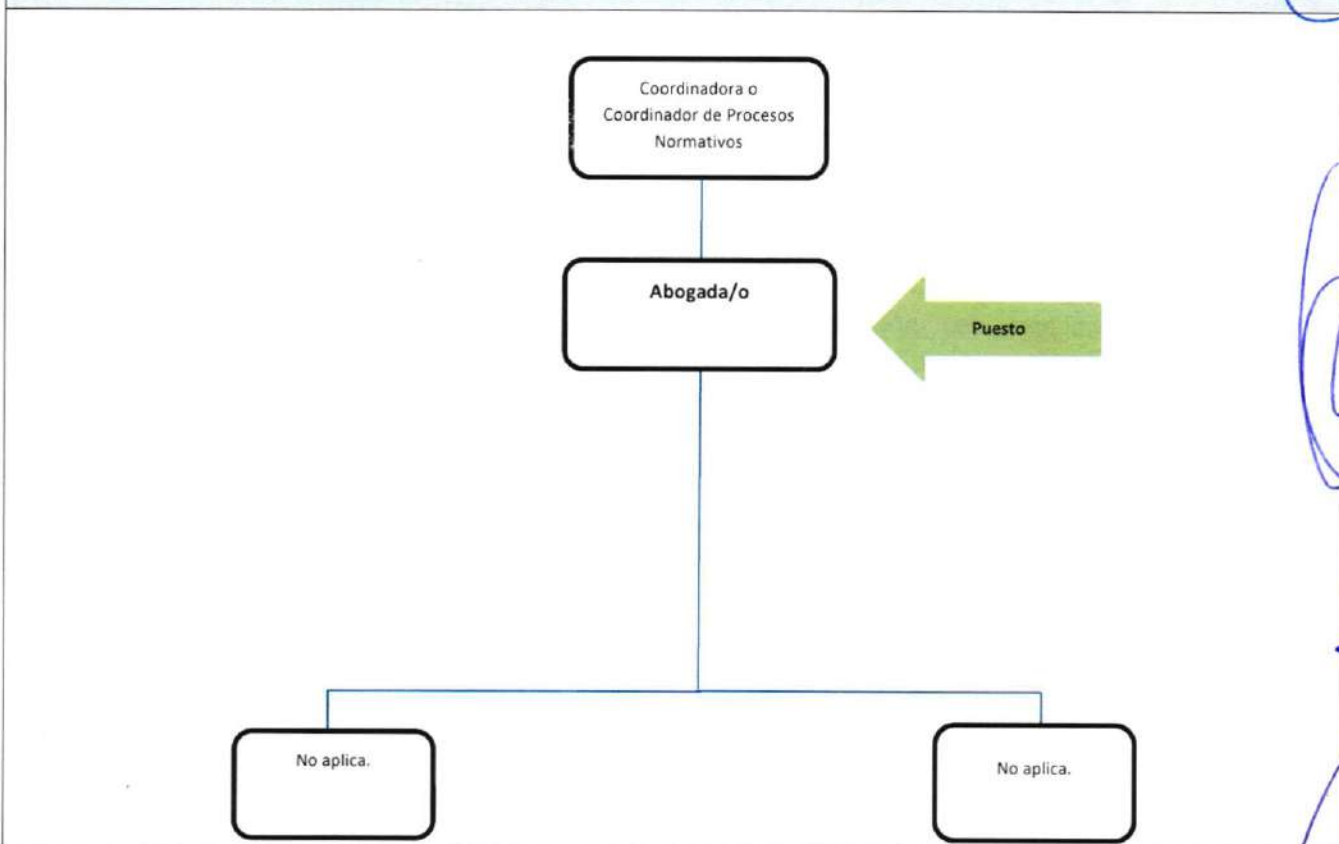 Coordinadora o
Coordinador de Procesos
Normativos
Abogada/o
Puesto
No aplica.
No aplica.